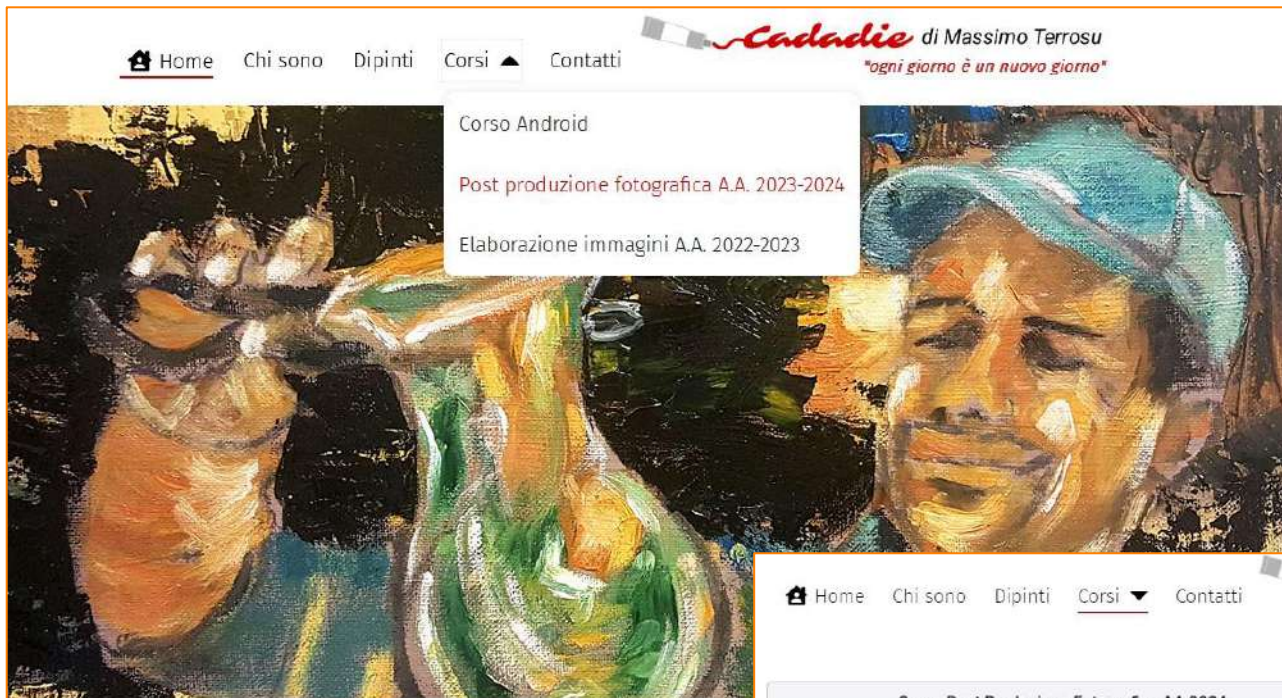 Home Chi sono Dipinti Corsi Contatti
Cadadie di Massimo Terrosu
"ogni giorno è un nuovo giorno"
Corso Android
Post produzione fotografica A.A. 2023-2024
Elaborazione immagini A.A. 2022-2023
Home Chi sono Dipinti Corsi Contatti